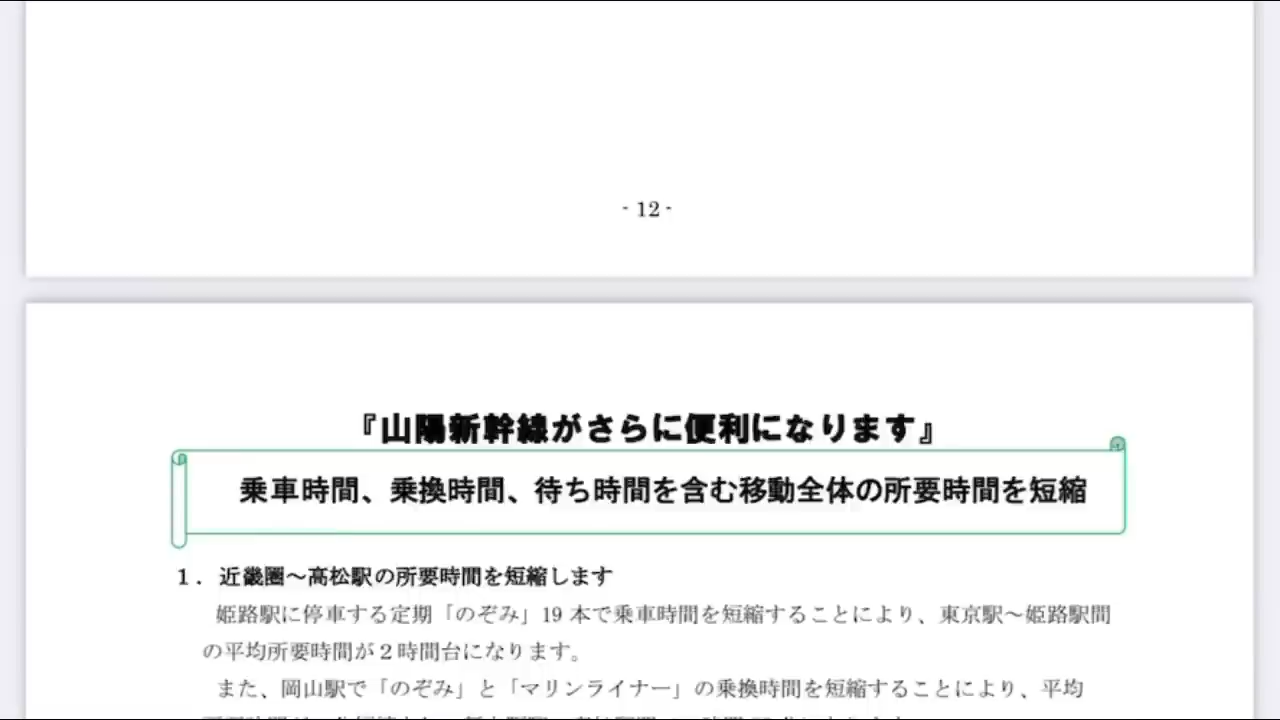 - 12 -
『山陽新幹線がさらに便利になります』
乗車時間、乗換時間、待ち時間を含む移動全体の所要時間を短縮
１．近畿圏～高松駅の所要時間を短縮します
姫路駅に停車する定期「のぞみ」19 本で乗車時間を短縮することにより、東京駅～姫路駅間
の平均所要時間が２時間台になります。
また、岡山駅で「のぞみ」と「マリンライナー」の乗換時間を短縮することにより、平均